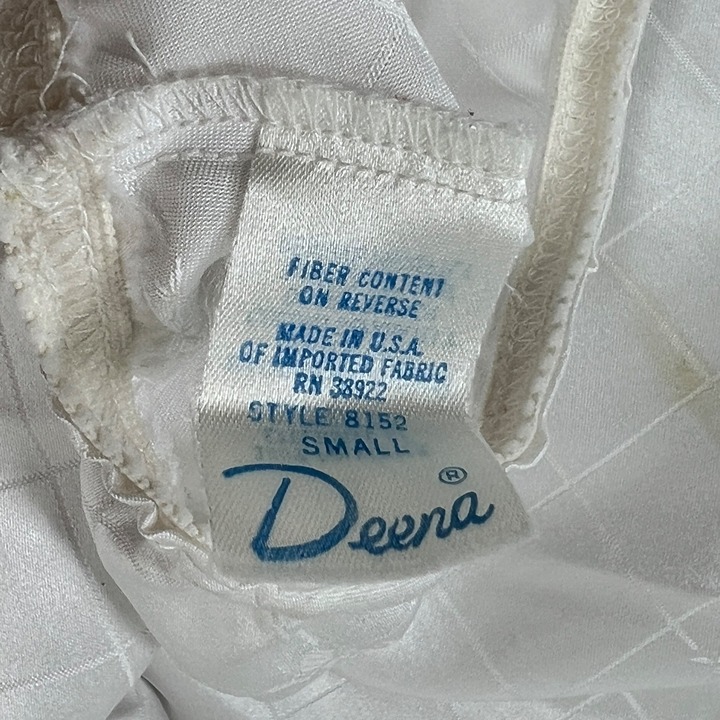 FIBER CONTENT
ON REVERSE
MADE IN U.S.A.
OF IMPORTED FABRIC
RN 38922
STYLE 8152
SMALL
Deena®